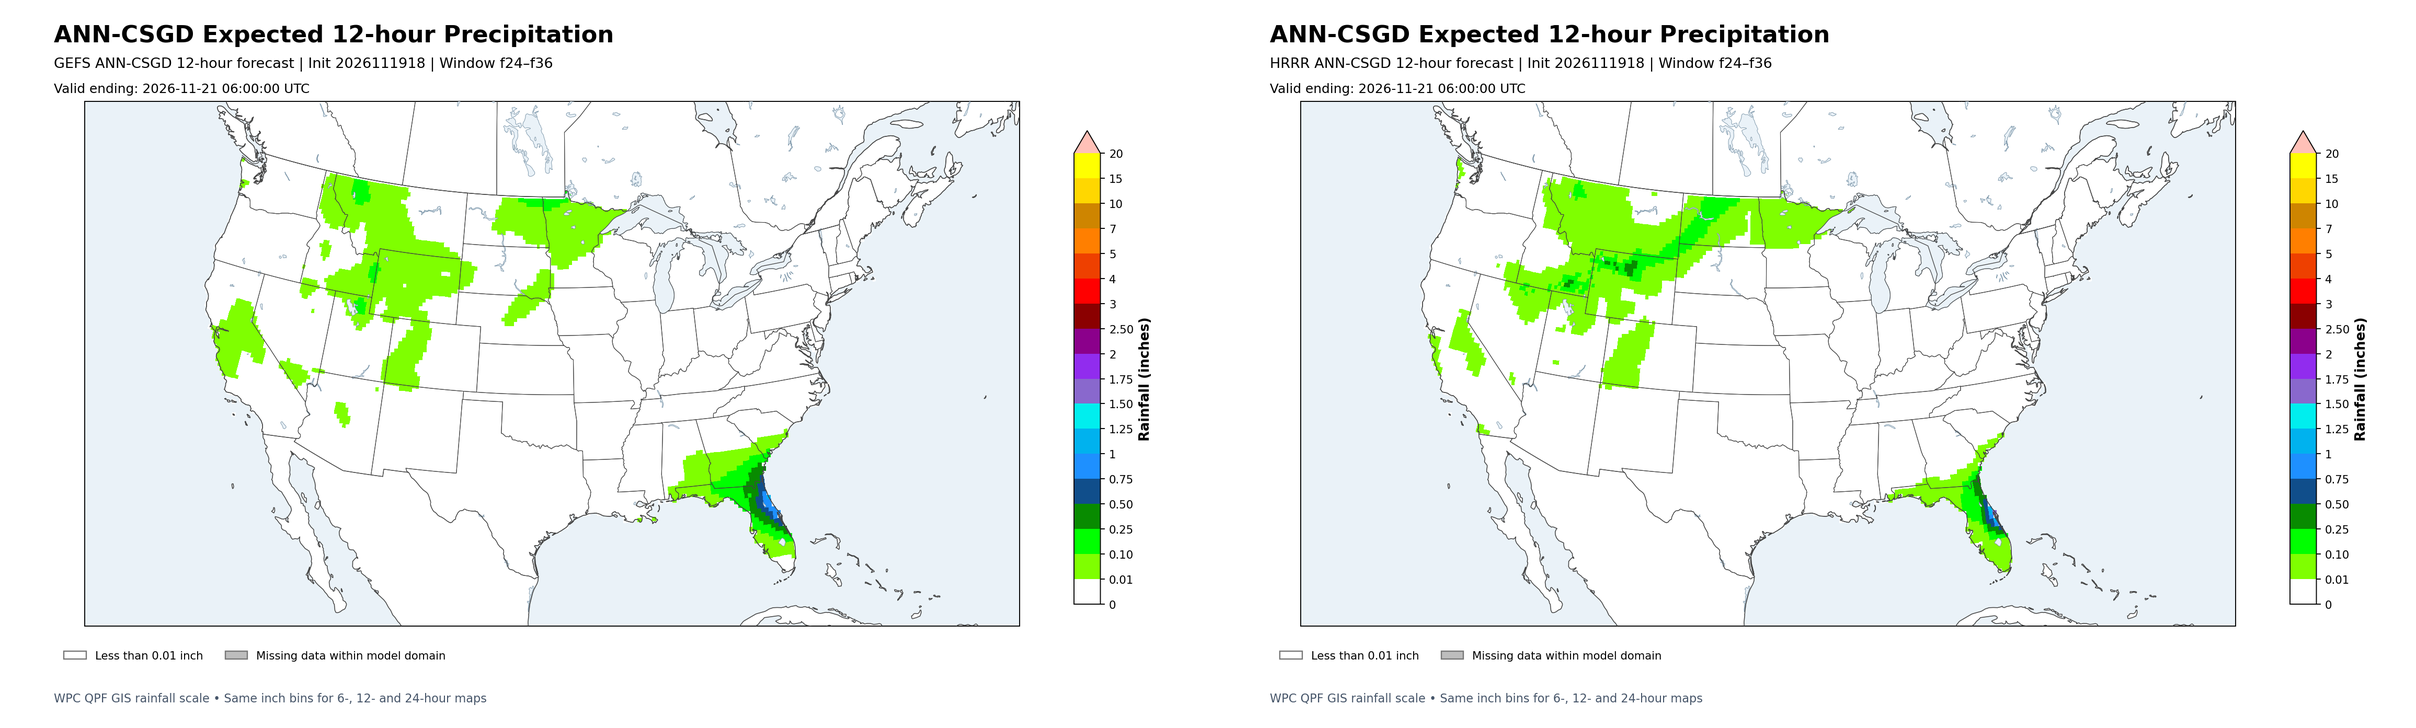 ANN-CSGD Expected 12-hour Precipitation
GEFS ANN-CSGD 12-hour forecast | Init 2026111918 | Window f24–f36
Valid ending: 2026-11-21 06:00:00 UTC
20
15
10
7
5
4
3
2.50
2
1.75
1.50
1.25
1
0.75
0.50
0.25
0.10
0.01
0
Rainfall (inches)
Less than 0.01 inch
Missing data within model domain
WPC QPF GIS rainfall scale • Same inch bins for 6-, 12- and 24-hour maps
ANN-CSGD Expected 12-hour Precipitation
HRRR ANN-CSGD 12-hour forecast | Init 2026111918 | Window f24–f36
Valid ending: 2026-11-21 06:00:00 UTC
20
15
10
7
5
4
3
2.50
2
1.75
1.50
1.25
1
0.75
0.50
0.25
0.10
0.01
0
Rainfall (inches)
Less than 0.01 inch
Missing data within model domain
WPC QPF GIS rainfall scale • Same inch bins for 6-, 12- and 24-hour maps